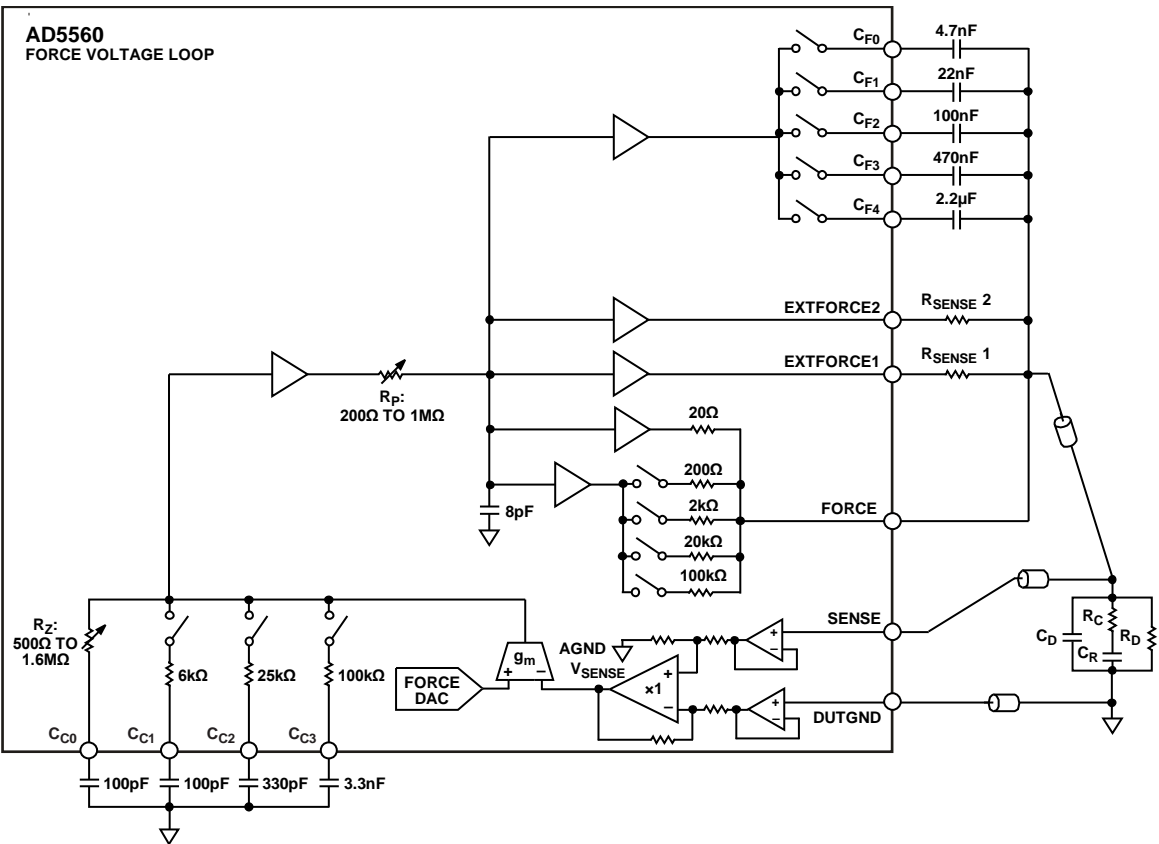 AD5560
FORCE VOLTAGE LOOP
CF0
4.7nF
CF1
22nF
CF2
100nF
CF3
470nF
CF4
2.2µF
EXTFORCE2
RSENSE 2
EXTFORCE1
RSENSE 1
RP:
200Ω TO 1MΩ
20Ω
200Ω
2kΩ
20kΩ
100kΩ
8pF
FORCE
RZ:
500Ω TO
1.6MΩ
6kΩ
25kΩ
100kΩ
FORCE
DAC
gm
+ –
AGND
VSENSE
×1
+
–
+
–
+
–
SENSE
DUTGND
CD
RC
CR
RD
CC0
CC1
CC2
CC3
100pF
100pF
330pF
3.3nF